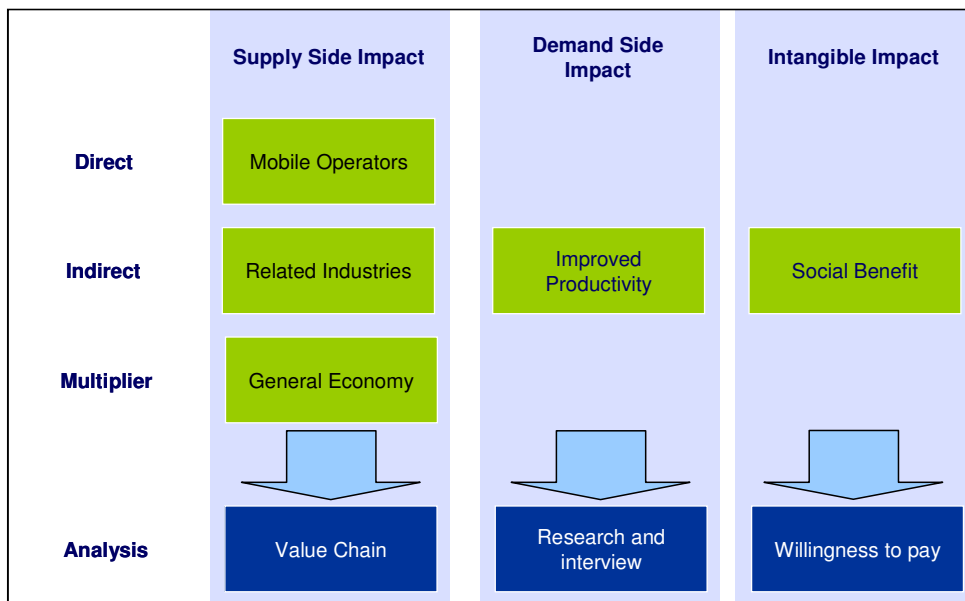 Supply Side Impact
Demand Side
Impact
Intangible Impact
Direct
Mobile Operators
Indirect
Related Industries
Improved
Productivity
Social Benefit
Multiplier
General Economy
Analysis
Value Chain
Research and
interview
Willingness to pay